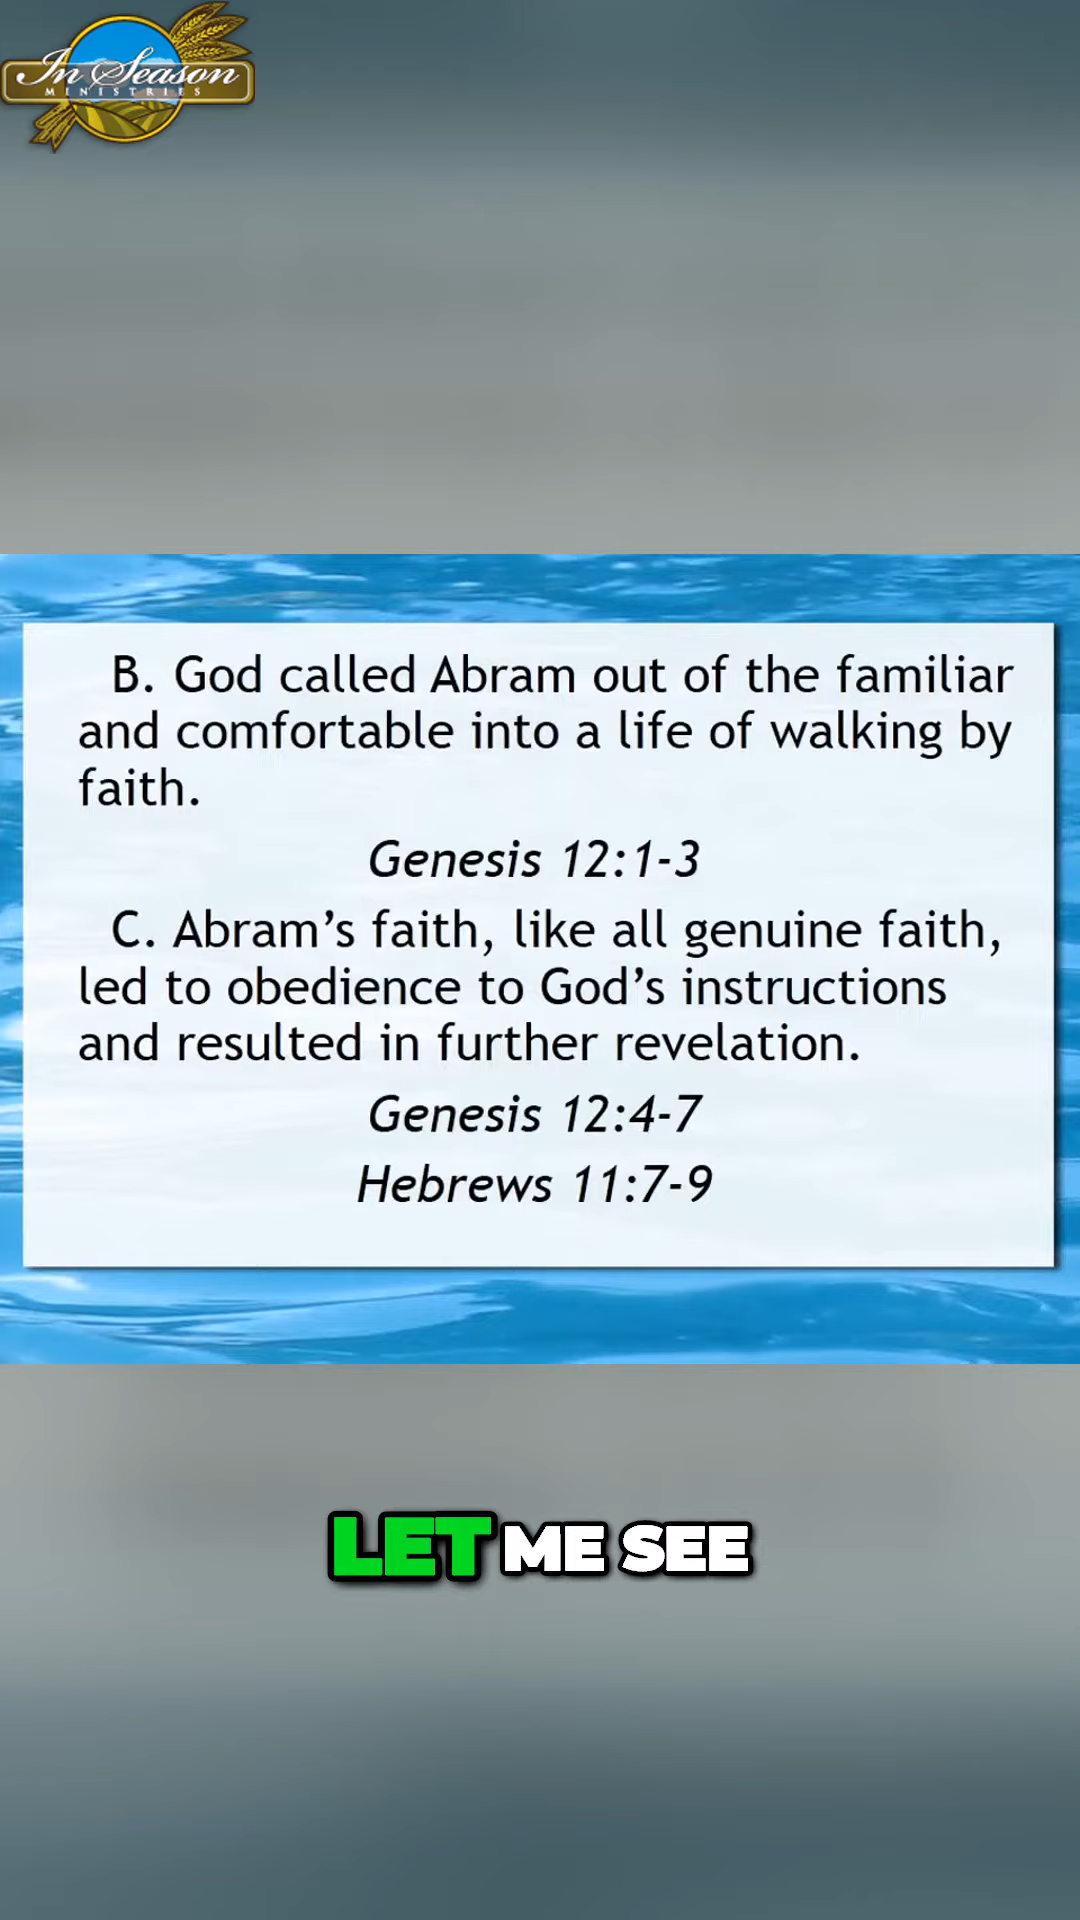 In Season
MINISTRIES
B. God called Abram out of the familiar
and comfortable into a life of walking by
faith.
Genesis 12:1-3
C. Abram’s faith, like all genuine faith,
led to obedience to God’s instructions
and resulted in further revelation.
Genesis 12:4-7
Hebrews 11:7-9
LET ME SEE